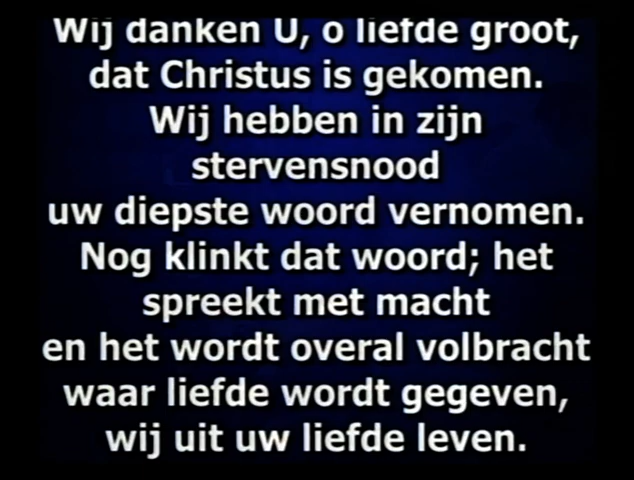 Wij danken U, o liefde groot,
dat Christus is gekomen.
Wij hebben in zijn
stervensnood
uw diepste woord vernomen.
Nog klinkt dat woord; het
spreekt met macht
en het wordt overal volbracht
waar liefde wordt gegeven,
wij uit uw liefde leven.